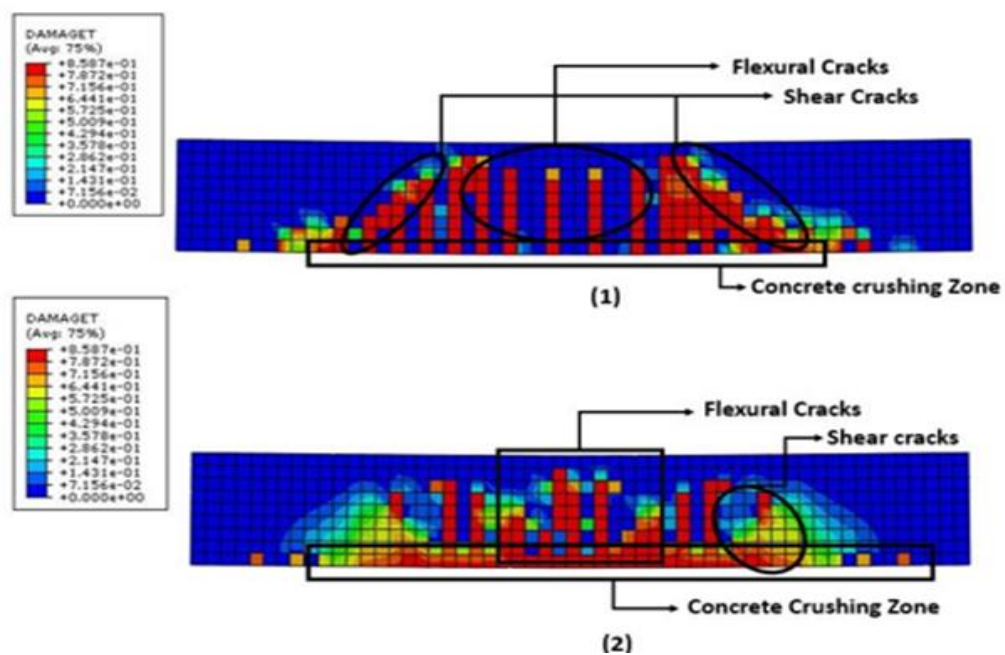 DAMAGET
(Avg: 75%)
+8.587e-01
+7.872e-01
+7.156e-01
+6.441e-01
+5.725e-01
+5.009e-01
+4.294e-01
+3.578e-01
+2.862e-01
+2.147e-01
+1.431e-01
+7.156e-02
+0.000e+00
Flexural Cracks
Shear Cracks
Concrete crushing Zone
(1)
DAMAGET
(Avg: 75%)
+8.587e-01
+7.872e-01
+7.156e-01
+6.441e-01
+5.725e-01
+5.009e-01
+4.294e-01
+3.578e-01
+2.862e-01
+2.147e-01
+1.431e-01
+7.156e-02
+0.000e+00
Flexural Cracks
Shear cracks
Concrete Crushing Zone
(2)